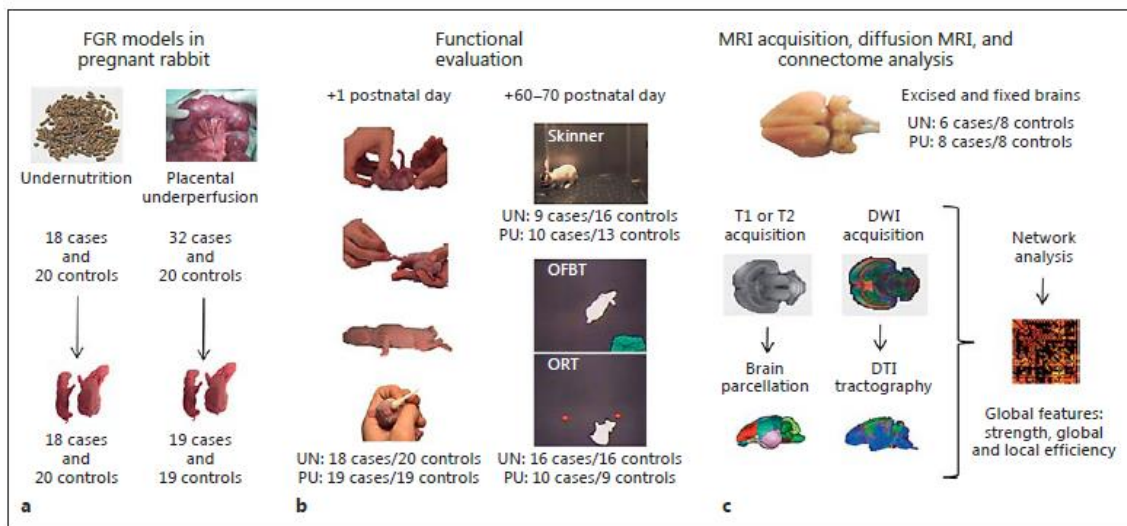 FGR models in
pregnant rabbit
Undernutrition
Placental
underperfusion
18 cases
and
20 controls
32 cases
and
20 controls
18 cases
and
20 controls
19 cases
and
19 controls
a
Functional
evaluation
+1 postnatal day
UN: 18 cases/20 controls
PU: 19 cases/19 controls
+60–70 postnatal day
Skinner
UN: 9 cases/16 controls
PU: 10 cases/13 controls
OFBT
ORT
UN: 16 cases/16 controls
PU: 10 cases/9 controls
b
MRI acquisition, diffusion MRI, and
connectome analysis
Excised and fixed brains
UN: 6 cases/8 controls
PU: 8 cases/8 controls
T1 or T2
acquisition
Brain
parcellation
DWI
acquisition
DTI
tractography
Network
analysis
Global features:
strength, global
and local efficiency
c